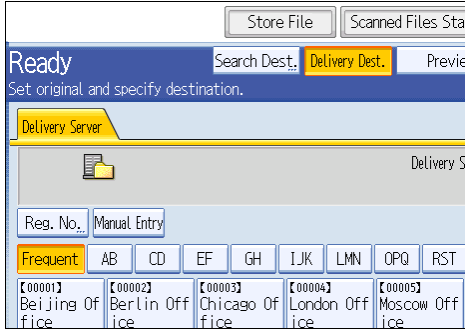 Store File Scanned Files Sta
Ready Search Dest. Delivery Dest. Previe
Set original and specify destination.
Delivery Server
Delivery S
Reg. No. Manual Entry
Frequent AB CD EF GH IJK LMN OPQ RST
【00001】 【00002】 【00003】 【00004】 【00005】
Beijing Of Berlin Off Chicago Of London Off Moscow Off
fice ice fice ice ice